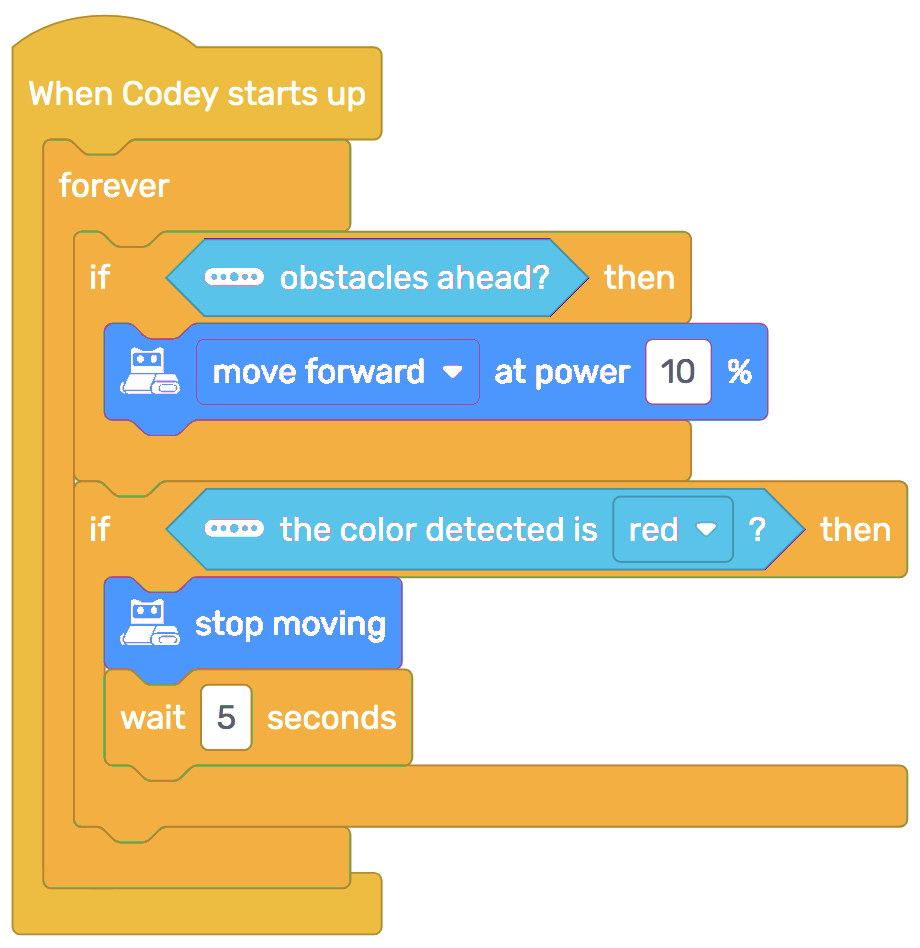 When Codey starts up
forever
if obstacles ahead? then
move forward at power 10 %
if the color detected is red ? then
stop moving
wait 5 seconds